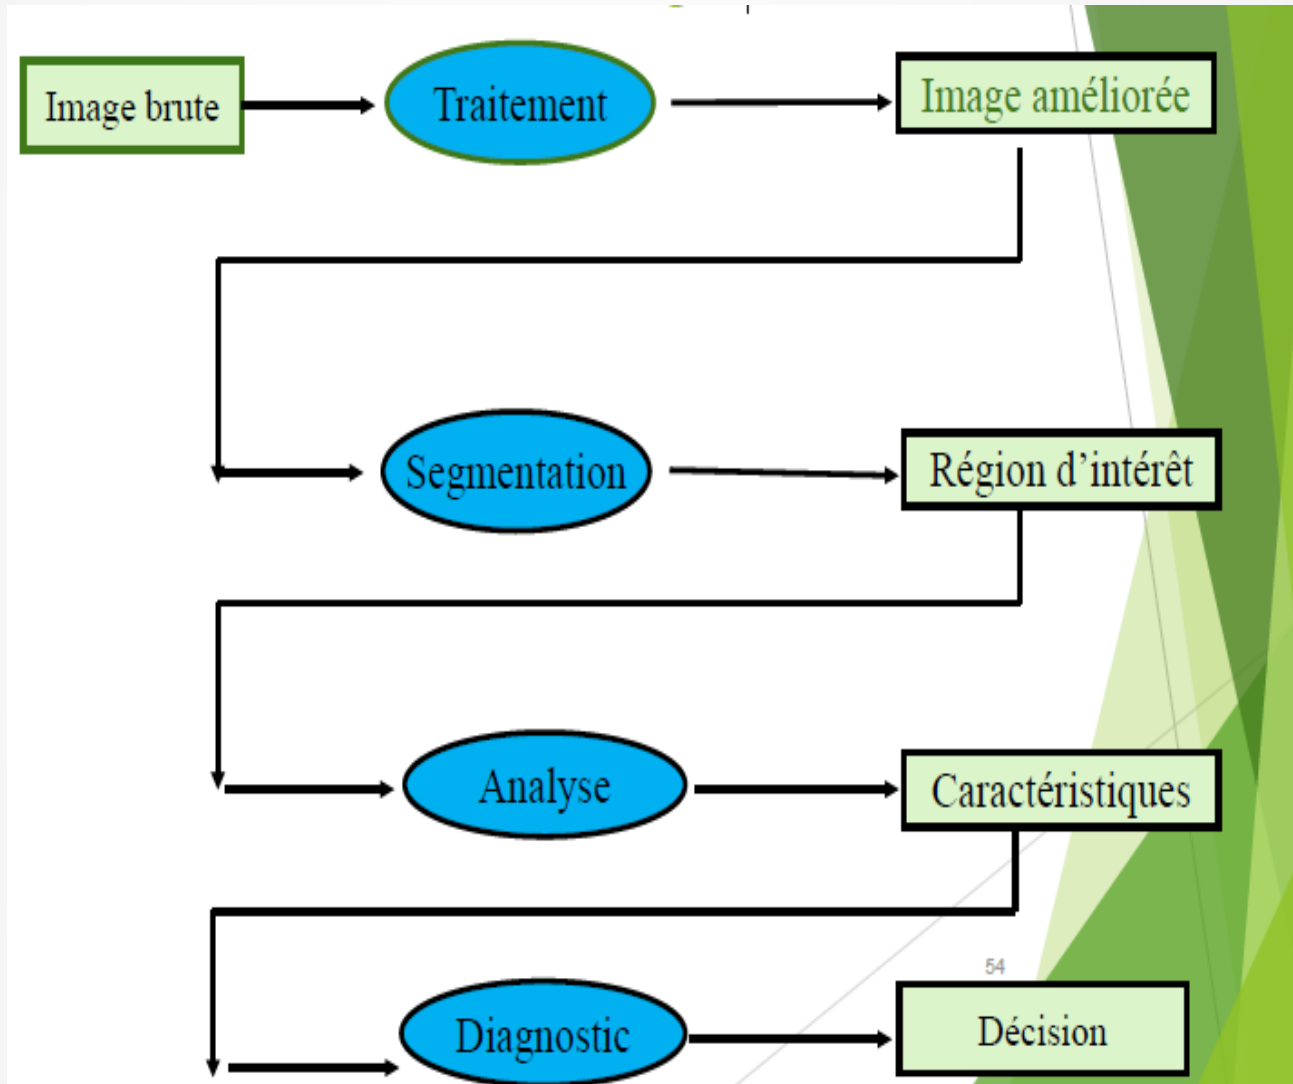 Image brute
Traitement
Image améliorée
Segmentation
Région d’intérêt
Analyse
Caractéristiques
54
Diagnostic
Décision